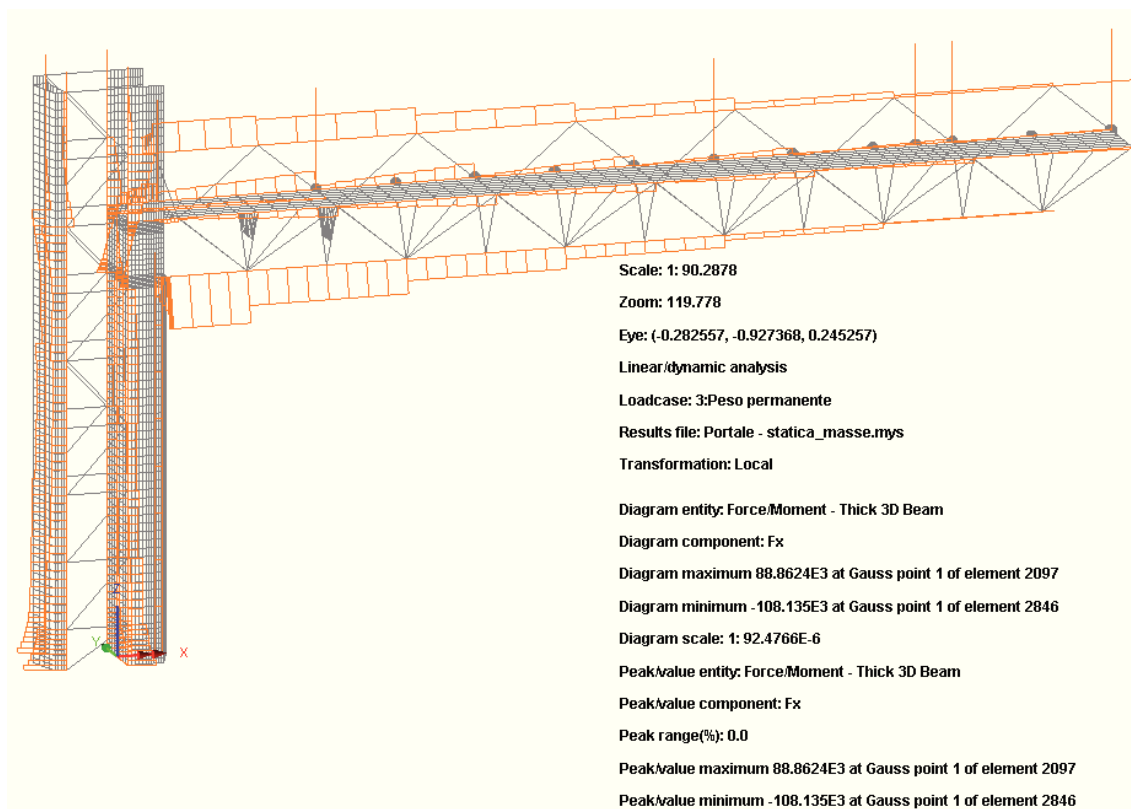 Scale: 1: 90.2878
Zoom: 119.778
Eye: (-0.282557, -0.927368, 0.245257)
Linear/dynamic analysis
Loadcase: 3:Peso permanente
Results file: Portale - statica_masse.mys
Transformation: Local
Diagram entity: Force/Moment - Thick 3D Beam
Diagram component: Fx
Diagram maximum 88.8624E3 at Gauss point 1 of element 2097
Diagram minimum -108.135E3 at Gauss point 1 of element 2846
Diagram scale: 1: 92.4766E-6
Peak/value entity: Force/Moment - Thick 3D Beam
Peak/value component: Fx
Peak range(%): 0.0
Peak/value maximum 88.8624E3 at Gauss point 1 of element 2097
Peak/value minimum -108.135E3 at Gauss point 1 of element 2846
Z
Y
X